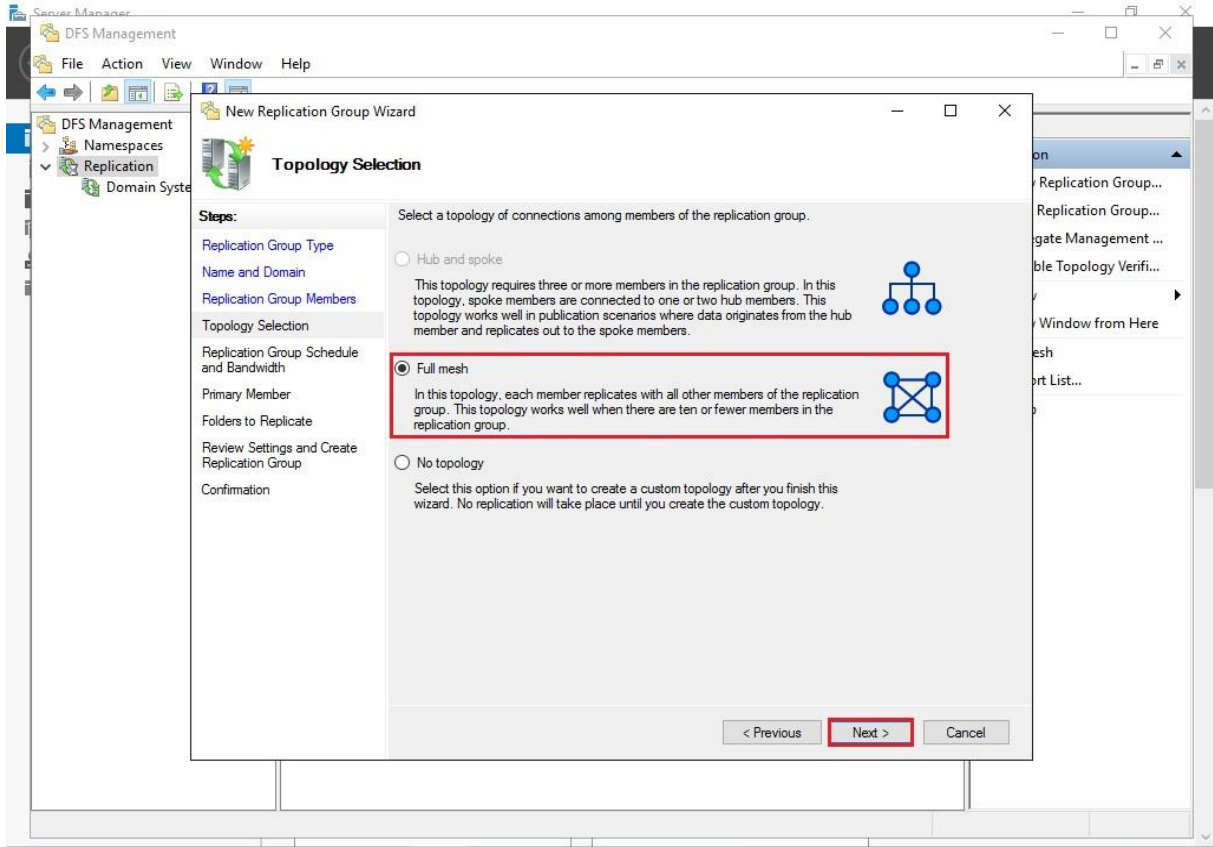 Server Manager
DFS Management
File Action View Window Help
New Replication Group Wizard
DFS Management
Namespaces
Replication
Domain Syste
Topology Selection
Steps:
Replication Group Type
Name and Domain
Replication Group Members
Topology Selection
Replication Group Schedule
and Bandwidth
Primary Member
Folders to Replicate
Review Settings and Create
Replication Group
Confirmation
Select a topology of connections among members of the replication group.
Hub and spoke
This topology requires three or more members in the replication group. In this
topology, spoke members are connected to one or two hub members. This
topology works well in publication scenarios where data originates from the hub
member and replicates out to the spoke members.
Full mesh
In this topology, each member replicates with all other members of the replication
group. This topology works well when there are ten or fewer members in the
replication group.
No topology
Select this option if you want to create a custom topology after you finish this
wizard. No replication will take place until you create the custom topology.
< Previous Next > Cancel
on
Replication Group...
Replication Group...
egate Management ...
ble Topology Verifi...
Window from Here
esh
ort List...